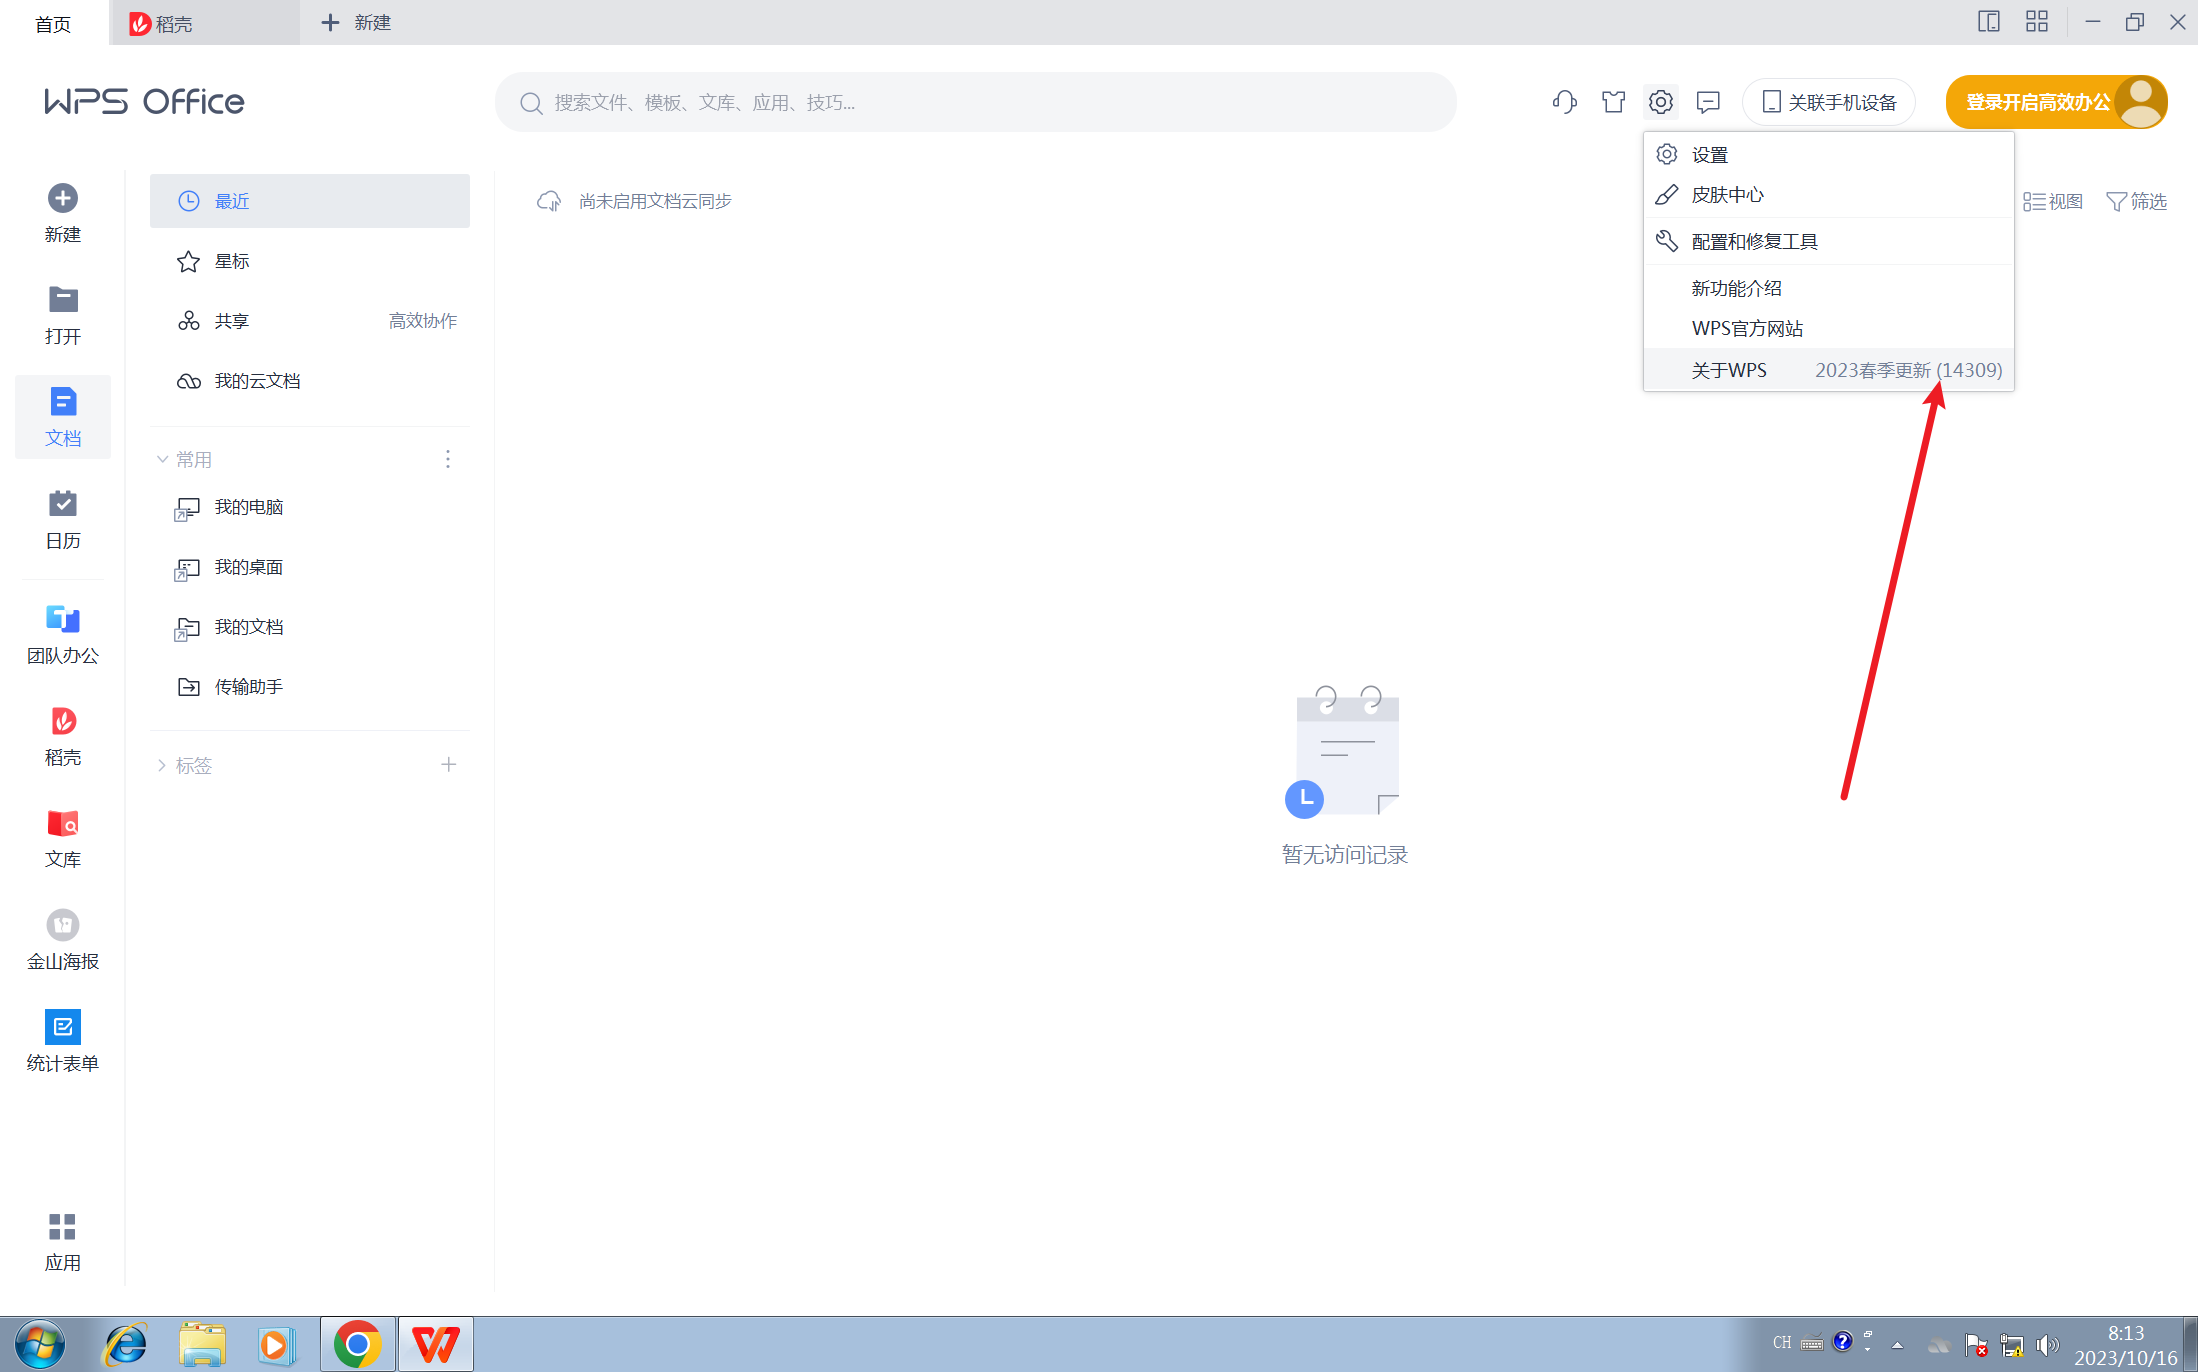 首页
稻壳
新建
WPS Office
搜索文件、模板、文库、应用、技巧...
关联手机设备
登录开启高效办公
新建
打开
文档
日历
团队办公
稻壳
文库
金山海报
统计表单
应用
最近
星标
共享 高效协作
我的云文档
常用
我的电脑
我的桌面
我的文档
传输助手
标签
尚未启用文档云同步
视图
筛选
设置
皮肤中心
配置和修复工具
新功能介绍
WPS官方网站
关于WPS 2023春季更新 (14309)
暂无访问记录
CH
8:13
2023/10/16